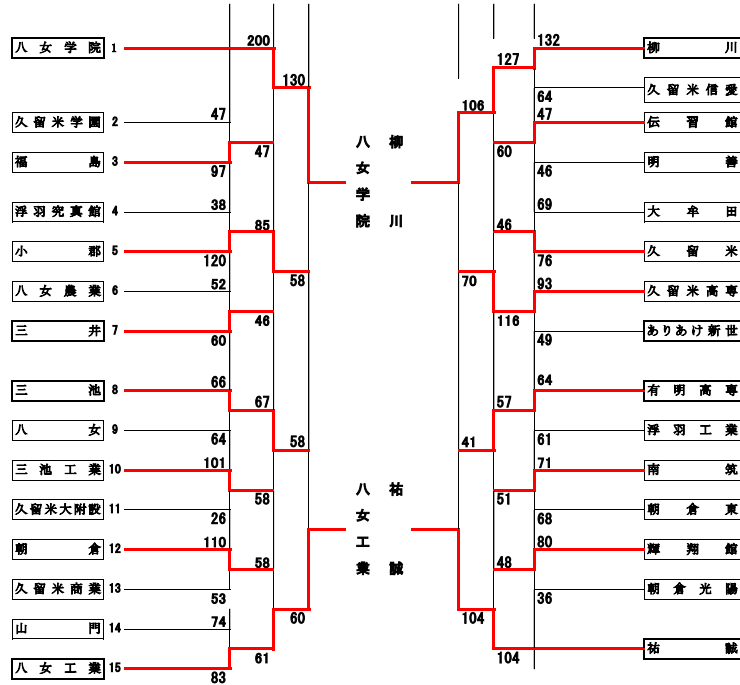 八女学院 1 200 132 柳川
130 127
久留米信愛
64
久留米学園 2 47 106 47 伝習館
福島 3 97 47 60 46 明善
八女学院 柳川
浮羽究真館 4 38 69 大牟田
85 46
小郡 5 120 76 久留米
58 70
八女農業 6 52 93 久留米高専
46 116
三井 7 60 49 ありあけ新世
三池 8 66 64 有明高専
67 57
八女 9 64 58 41 61 浮羽工業
三池工業 10 101 71 南筑
58 51
久留米大附設 11 26 68 朝倉東
八女工業 祐誠
朝倉 12 110 80 輝翔館
58 48
久留米商業 13 53 36 朝倉光陽
60 104
山門 14 74
61 104 祐誠
八女工業 15 83